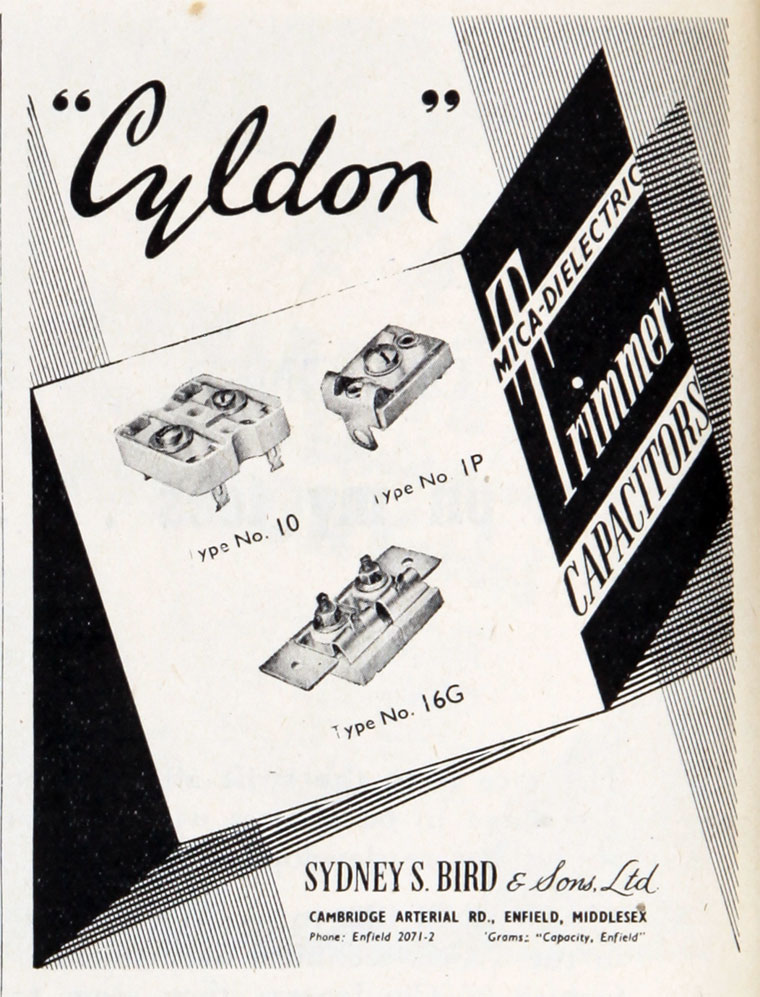 "Cyldon"
MICA-DIELECTRIC
Trimmer
CAPACITORS
Type No. 1P
Type No. 10
Type No. 16G
SYDNEY S. BIRD & Sons, Ltd.
CAMBRIDGE ARTERIAL RD., ENFIELD, MIDDLESEX
Phone: Enfield 2071-2 'Grams: "Capacity, Enfield"